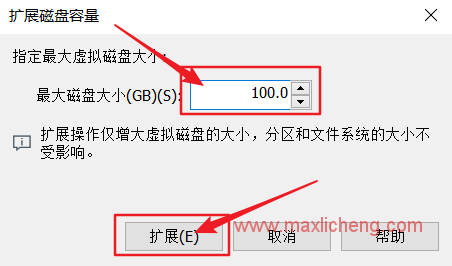 扩展磁盘容量
指定最大虚拟磁盘大小:
最大磁盘大小(GB)(S): 100.0
扩展操作仅增大虚拟磁盘的大小，分区和文件系统的大小不
受影响。
www.maxlicheng.com
扩展(E) 取消 帮助